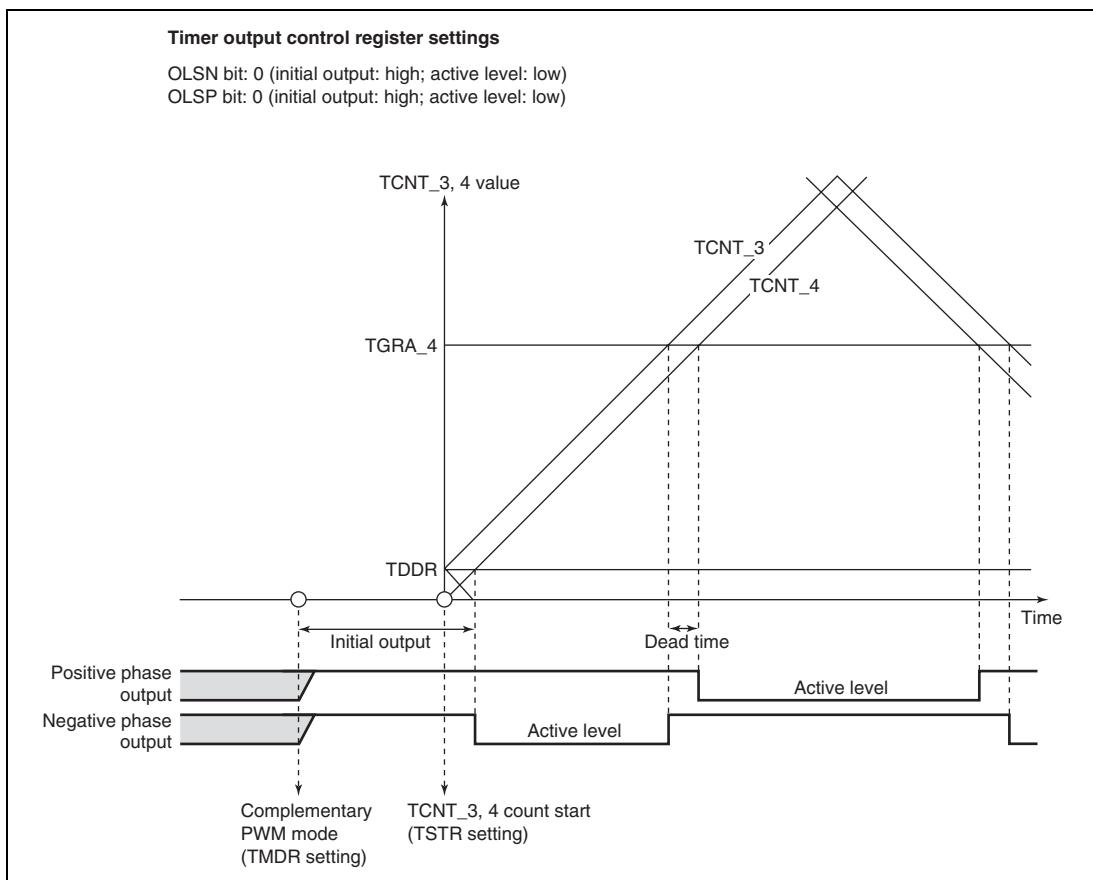 Timer output control register settings
OLSN bit: 0 (initial output: high; active level: low)
OLSP bit: 0 (initial output: high; active level: low)
TCNT_3, 4 value
TCNT_3
TCNT_4
TGRA_4
TDDR
Time
Initial output
Dead time
Positive phase
output
Active level
Negative phase
output
Active level
Complementary
PWM mode
(TMDR setting)
TCNT_3, 4 count start
(TSTR setting)